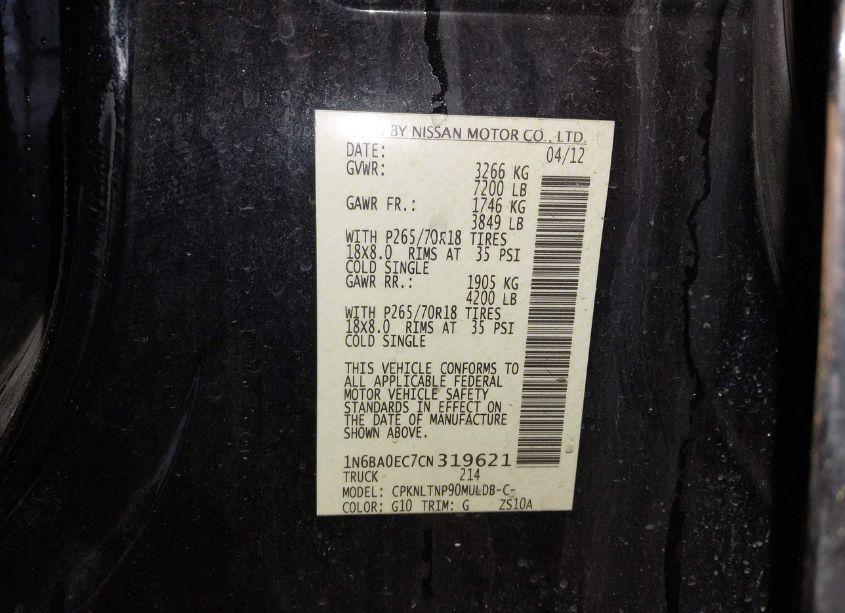 BY NISSAN MOTOR CO., LTD.
DATE: 04/12
GVWR: 3266 KG
7200 LB
GAWR FR.: 1746 KG
3849 LB
WITH P265/70R18 TIRES
18X8.0 RIMS AT 35 PSI
COLD SINGLE
GAWR RR.: 1905 KG
4200 LB
WITH P265/70R18 TIRES
18X8.0 RIMS AT 35 PSI
COLD SINGLE
THIS VEHICLE CONFORMS TO
ALL APPLICABLE FEDERAL
MOTOR VEHICLE SAFETY
STANDARDS IN EFFECT ON
THE DATE OF MANUFACTURE
SHOWN ABOVE.
1N6BA0EC7CN319621
TRUCK 214
MODEL: CPKNLTNP90MULDB-C-
COLOR: G10 TRIM: G ZS10A